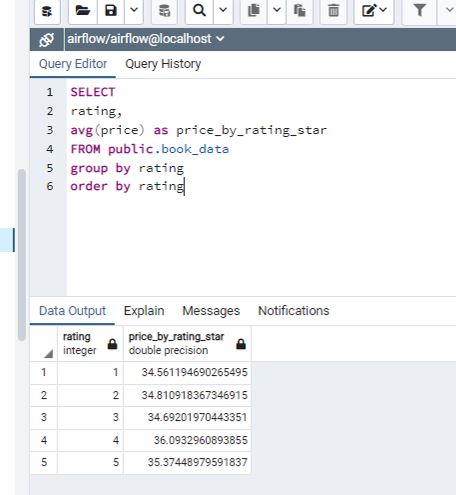 airflow/airflow@localhost
Query Editor Query History
1 SELECT
2 rating,
3 avg(price) as price_by_rating_star
4 FROM public.book_data
5 group by rating
6 order by rating
Data Output Explain Messages Notifications
rating price_by_rating_star
integer double precision
1 1 34.561194690265495
2 2 34.810918367346915
3 3 34.69201970443351
4 4 36.0932960893855
5 5 35.37448979591837